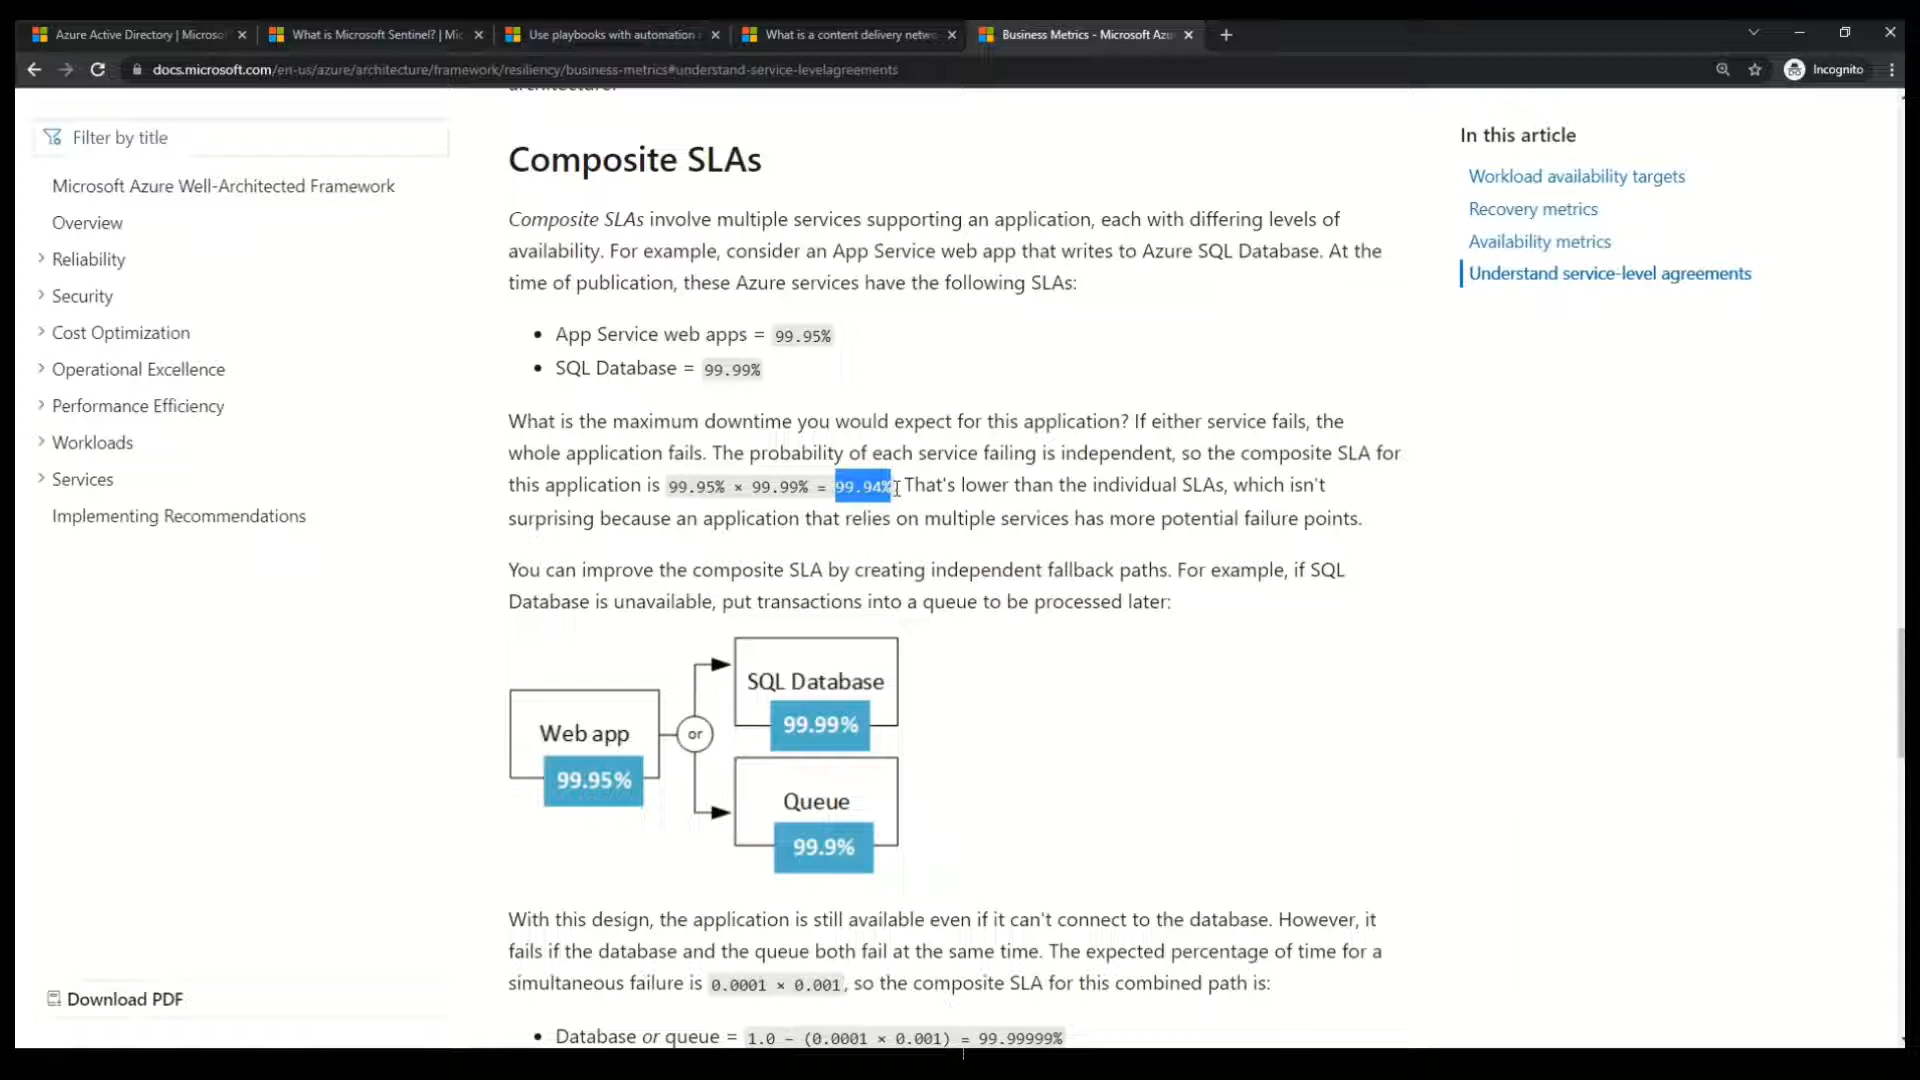 Azure Active Directory | Microso
What is Microsoft Sentinel? | Mic
Use playbooks with automation
What is a content delivery netwo
Business Metrics - Microsoft Azu
docs.microsoft.com/en-us/azure/architecture/framework/resiliency/business-metrics#understand-service-levelagreements
Incognito
architecture.
Filter by title
Microsoft Azure Well-Architected Framework
Overview
Reliability
Security
Cost Optimization
Operational Excellence
Performance Efficiency
Workloads
Services
Implementing Recommendations
Download PDF
Composite SLAs
Composite SLAs involve multiple services supporting an application, each with differing levels of
availability. For example, consider an App Service web app that writes to Azure SQL Database. At the
time of publication, these Azure services have the following SLAs:
• App Service web apps = 99.95%
• SQL Database = 99.99%
What is the maximum downtime you would expect for this application? If either service fails, the
whole application fails. The probability of each service failing is independent, so the composite SLA for
this application is 99.95% × 99.99% = 99.94%. That's lower than the individual SLAs, which isn't
surprising because an application that relies on multiple services has more potential failure points.
You can improve the composite SLA by creating independent fallback paths. For example, if SQL
Database is unavailable, put transactions into a queue to be processed later:
Web app
99.95%
or
SQL Database
99.99%
Queue
99.9%
With this design, the application is still available even if it can't connect to the database. However, it
fails if the database and the queue both fail at the same time. The expected percentage of time for a
simultaneous failure is 0.0001 × 0.001, so the composite SLA for this combined path is:
• Database or queue = 1.0 − (0.0001 × 0.001) = 99.99999%
In this article
Workload availability targets
Recovery metrics
Availability metrics
Understand service-level agreements